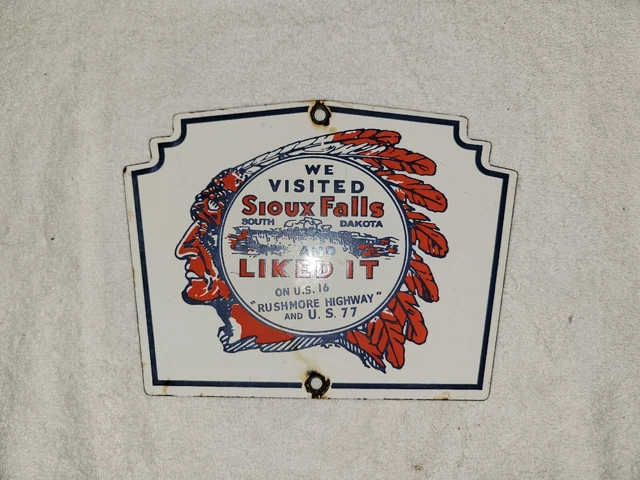 WE
VISITED
Sioux Falls
SOUTH DAKOTA
AND
LIKED IT
ON U.S. 16
"RUSHMORE HIGHWAY"
AND U. S. 77